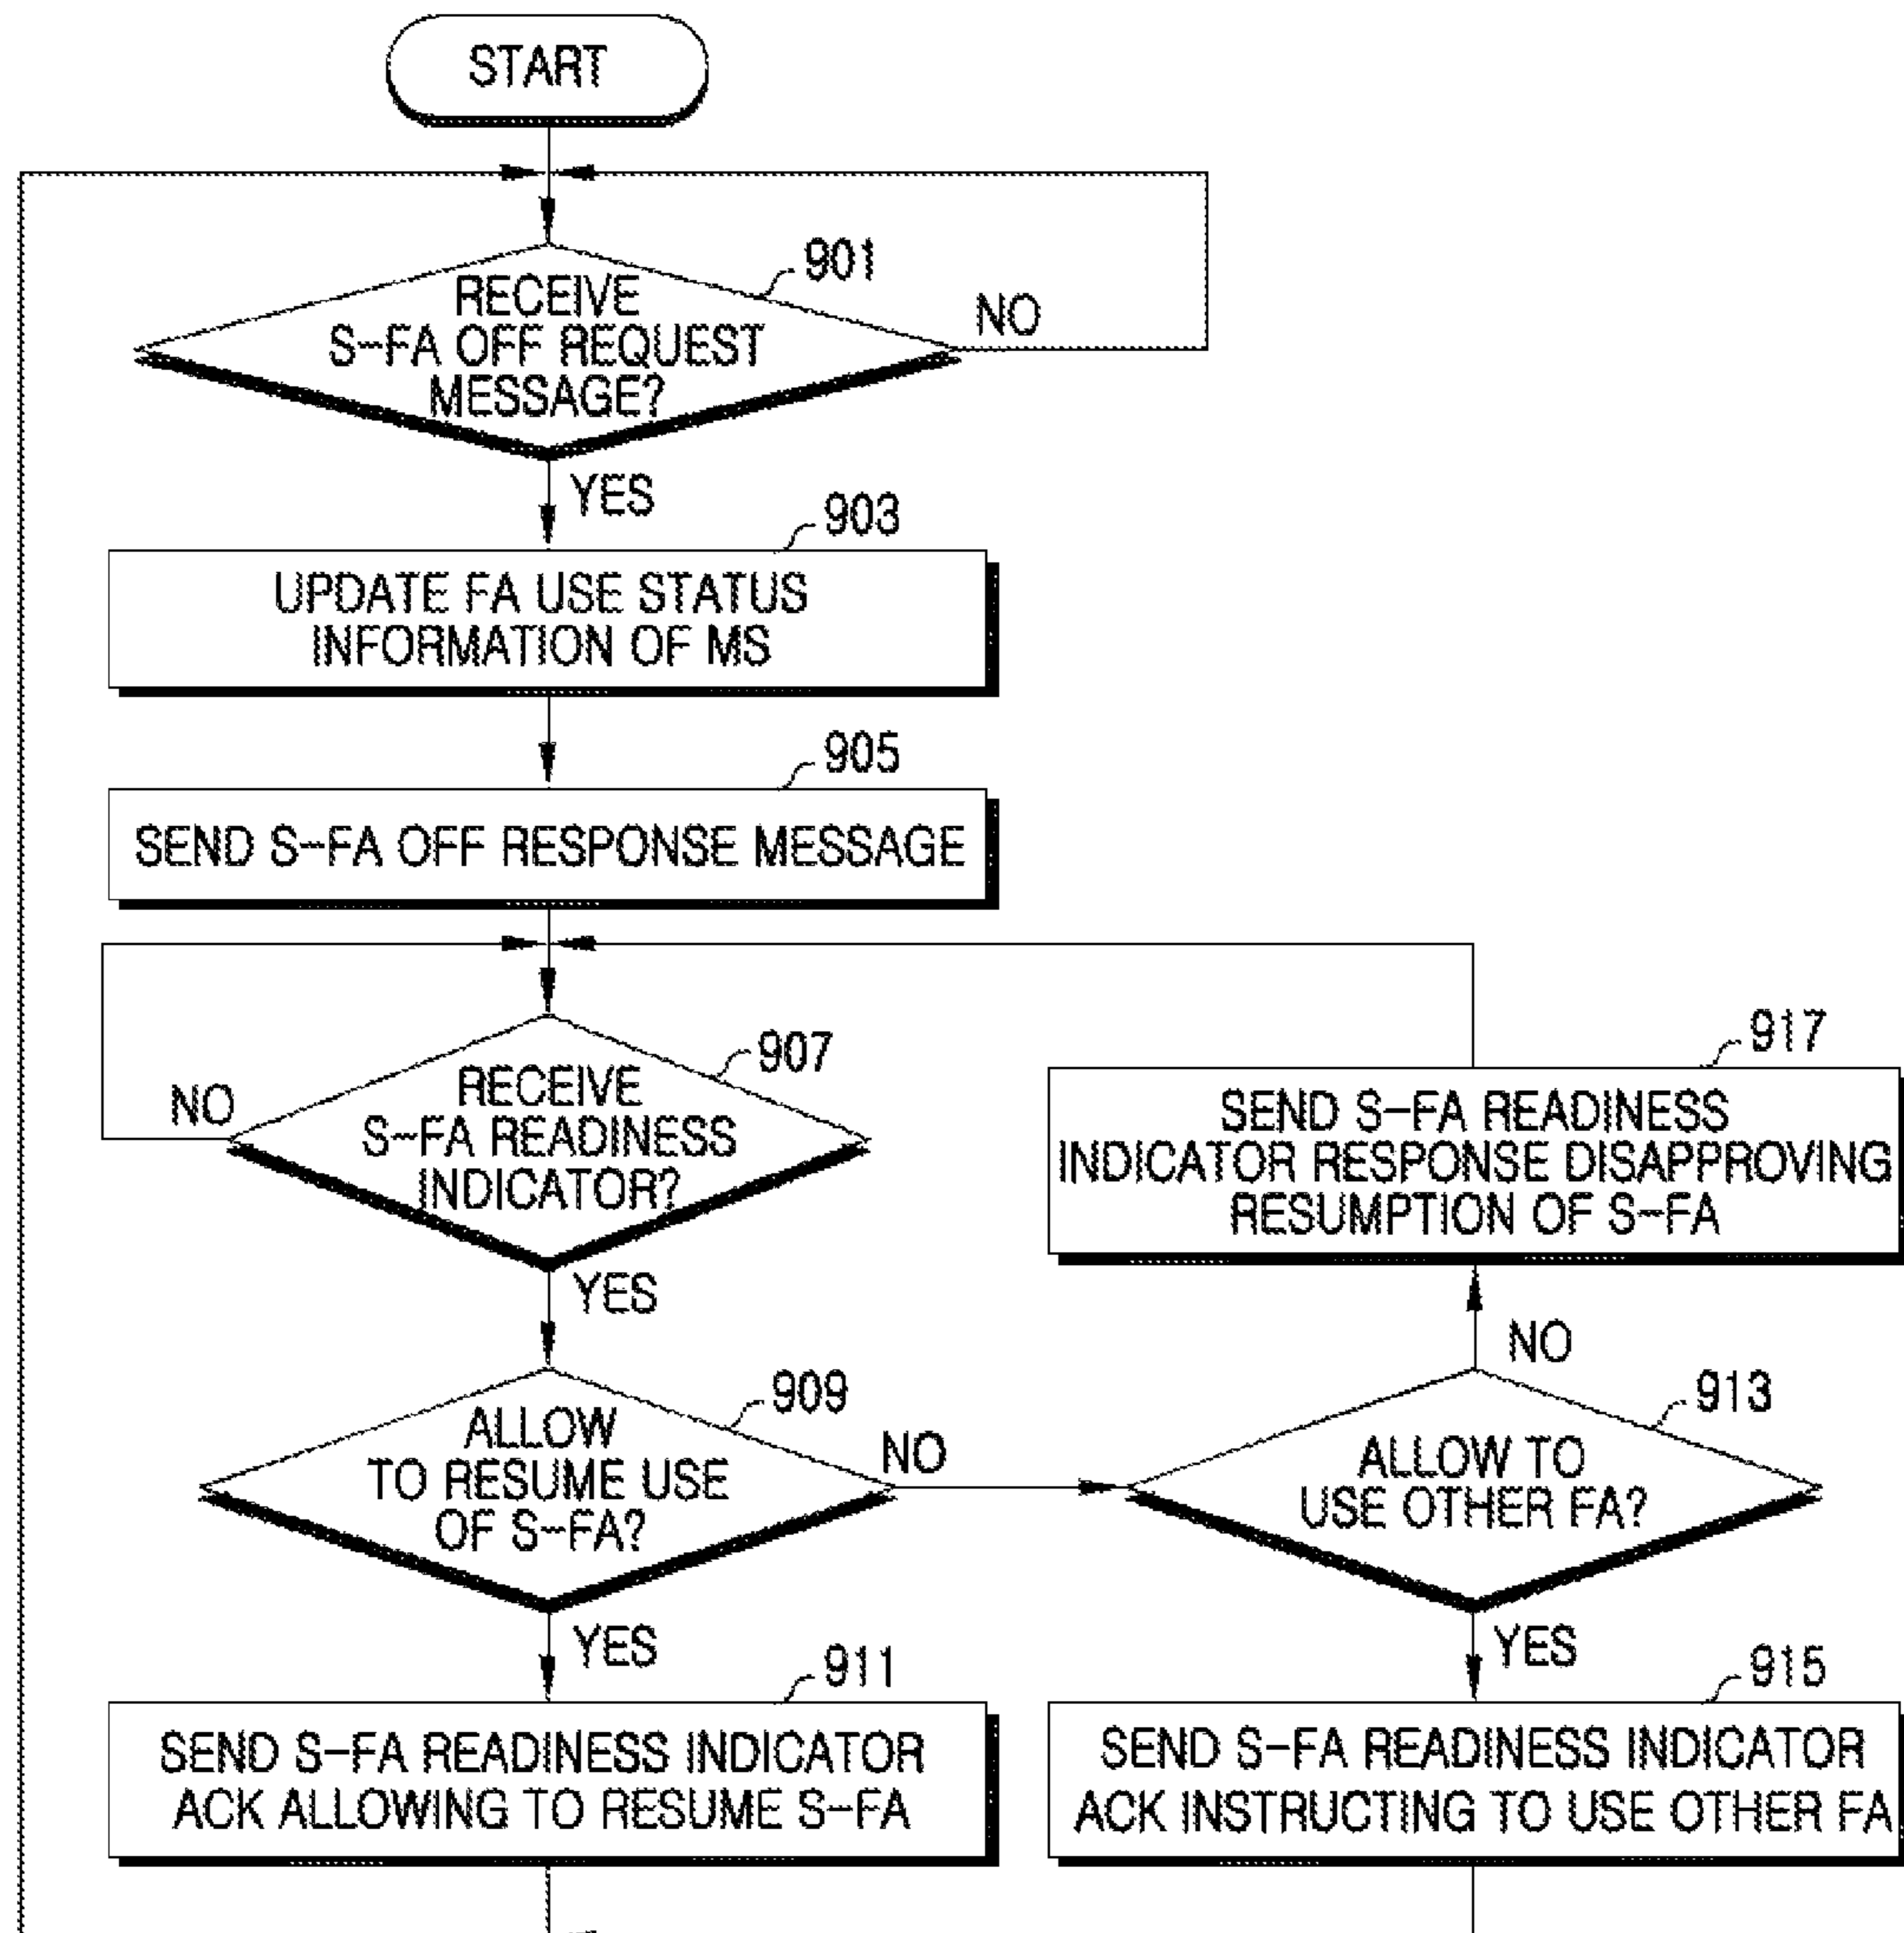 START
901
RECEIVE
S-FA OFF REQUEST
MESSAGE?
NO
YES
903
UPDATE FA USE STATUS
INFORMATION OF MS
905
SEND S-FA OFF RESPONSE MESSAGE
907
RECEIVE
S-FA READINESS
INDICATOR?
NO
YES
917
SEND S-FA READINESS
INDICATOR RESPONSE DISAPPROVING
RESUMPTION OF S-FA
909
ALLOW
TO RESUME USE
OF S-FA?
NO
YES
913
ALLOW TO
USE OTHER FA?
NO
YES
911
SEND S-FA READINESS INDICATOR
ACK ALLOWING TO RESUME S-FA
915
SEND S-FA READINESS INDICATOR
ACK INSTRUCTING TO USE OTHER FA